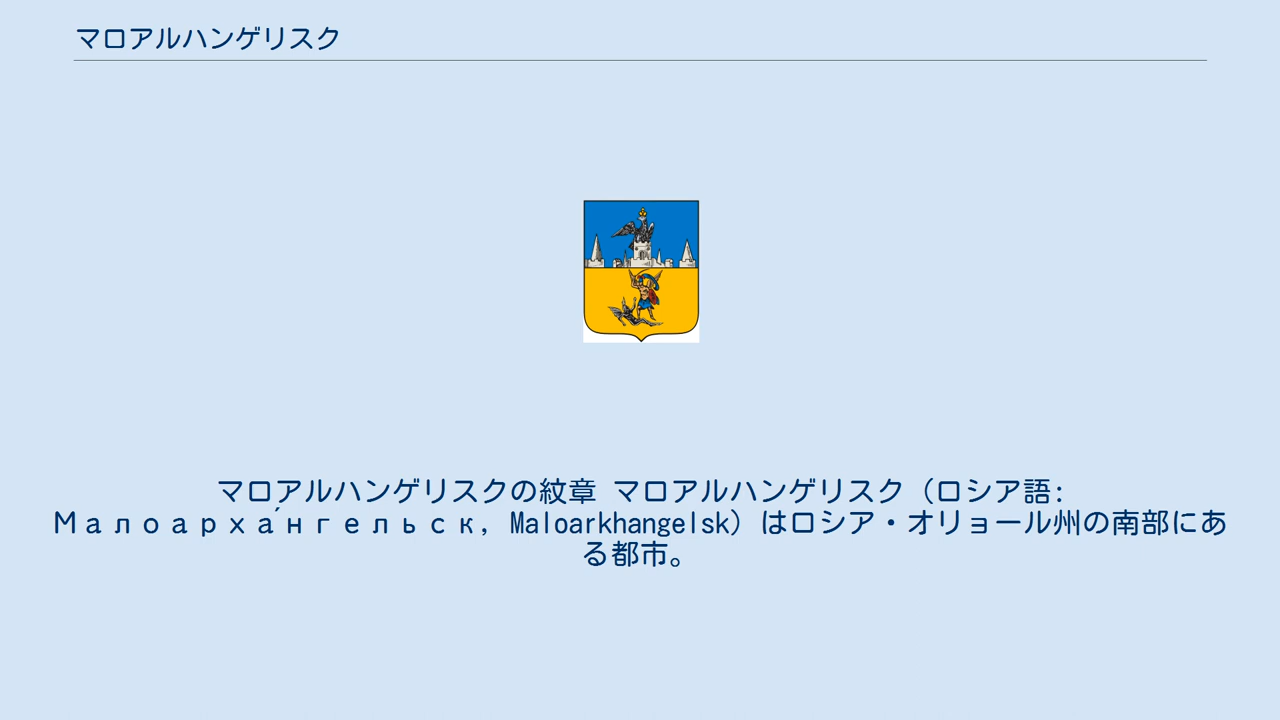 マロアルハンゲリスク
マロアルハンゲリスクの紋章 マロアルハンゲリスク（ロシア語:
Малоарха́нгельск, Maloarkhangelsk）はロシア・オリョール州の南部にあ
る都市。